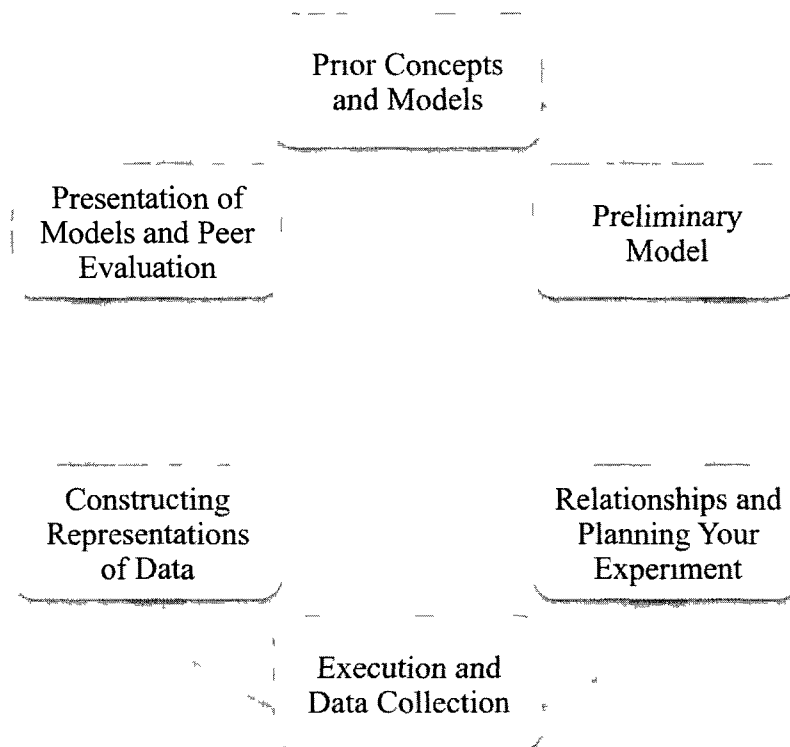 Prior Concepts
and Models
Preliminary
Model
Relationships and
Planning Your
Experiment
Execution and
Data Collection
Constructing
Representations
of Data
Presentation of
Models and Peer
Evaluation